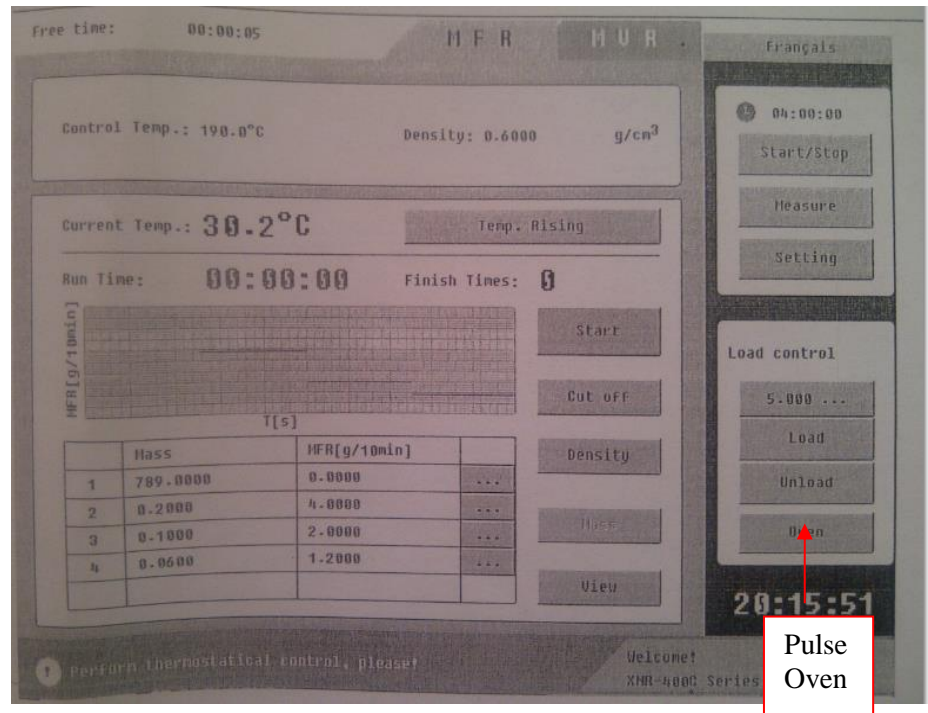 Free time: 00:00:05
MFR MVR
Français
Control Temp.: 190.0°C Density: 0.6000 g/cm3
04:00:00
Start/Stop
Measure
Setting
Current Temp.: 30.2°C Temp. Rising
Run Time: 00:00:00 Finish Times: 0
MFR[g/10min]
T[s]
Start
Cut off
Density
Mass
View
Mass MFR[g/10min]
1 789.0000 0.0000 ...
2 0.2000 4.0000 ...
3 0.1000 2.0000 ...
4 0.0600 1.2000 ...
Load control
5.000 ...
Load
Unload
20:15:51
Perform thermostatical control, please!
Welcome!
XNR-400C Series
Pulse
Oven